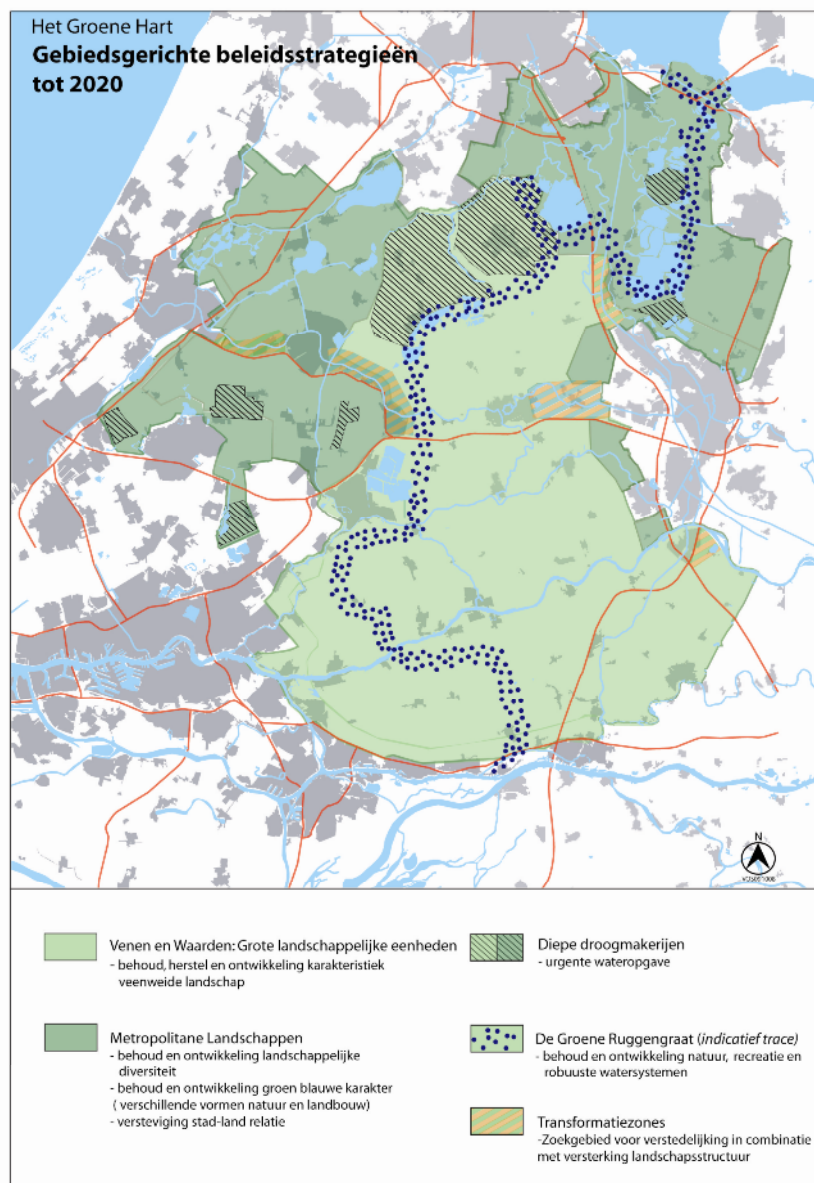 Het Groene Hart
Gebiedsgerichte beleidsstrategieën
tot 2020
N
Venen en Waarden: Grote landschappelijke eenheden
- behoud, herstel en ontwikkeling karakteristiek
veenweide landschap
Metropolitane Landschappen
- behoud en ontwikkeling landschappelijke
diversiteit
- behoud en ontwikkeling groen blauwe karakter
( verschillende vormen natuur en landbouw)
- versteviging stad-land relatie
Diepe droogmakerijen
- urgente wateropgave
De Groene Ruggengraat (indicatief trace)
- behoud en ontwikkeling natuur, recreatie en
robuuste watersystemen
Transformatiezones
-Zoekgebied voor verstedelijking in combinatie
met versterking landschapsstructuur